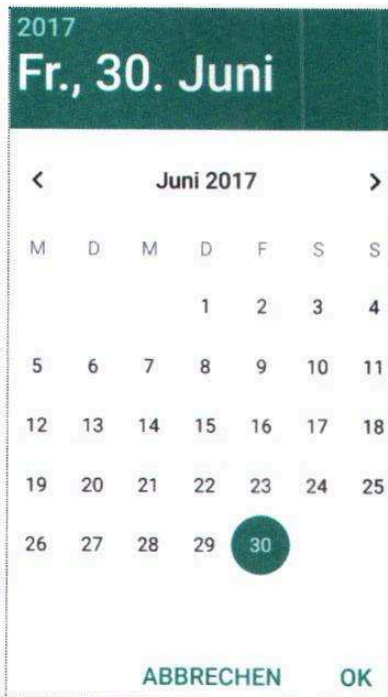 2017
Fr., 30. Juni
< Juni 2017 >
M D M D F S S
1 2 3 4
5 6 7 8 9 10 11
12 13 14 15 16 17 18
19 20 21 22 23 24 25
26 27 28 29 30
ABBRECHEN OK